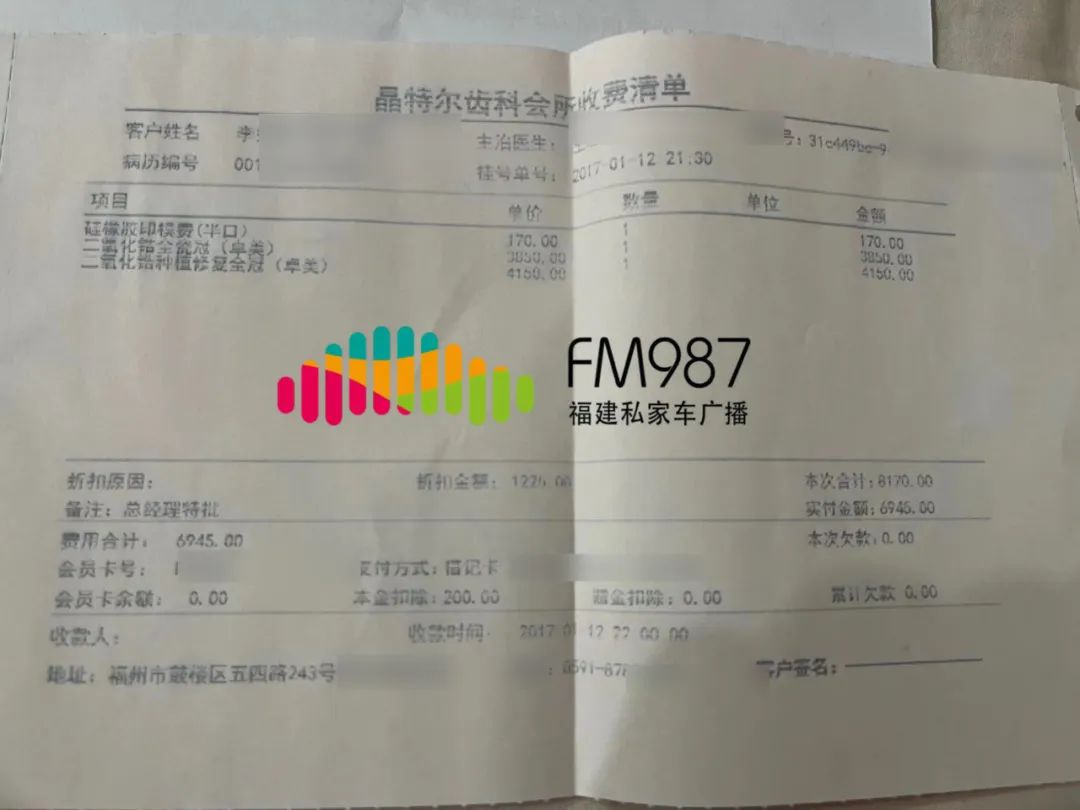 晶特尔齿科会所收费清单
客户姓名 李 主治医生: 号: 31c449bc-9
病历编号 001 挂号单号: 2017-01-12 21:30
项目 单价 数量 单位 金额
硅橡胶印模费(半口) 170.00 1 170.00
二氧化锆全瓷冠（卓美） 3850.00 1 3850.00
二氧化锆种植修复全冠（卓美） 4150.00 1 4150.00
FM987
福建私家车广播
折扣原因: 折扣金额: 1225.00 本次合计: 8170.00
备注: 总经理特批 实付金额: 6945.00
费用合计: 6945.00 本次欠款: 0.00
会员卡号: 支付方式: 借记卡
会员卡余额: 0.00 本金扣除: 200.00 赠金扣除: 0.00 累计欠款 0.00
收款人: 收款时间: 2017-01-12 22:00:00
地址: 福州市鼓楼区五四路243号 : 0591-87 客户签名: